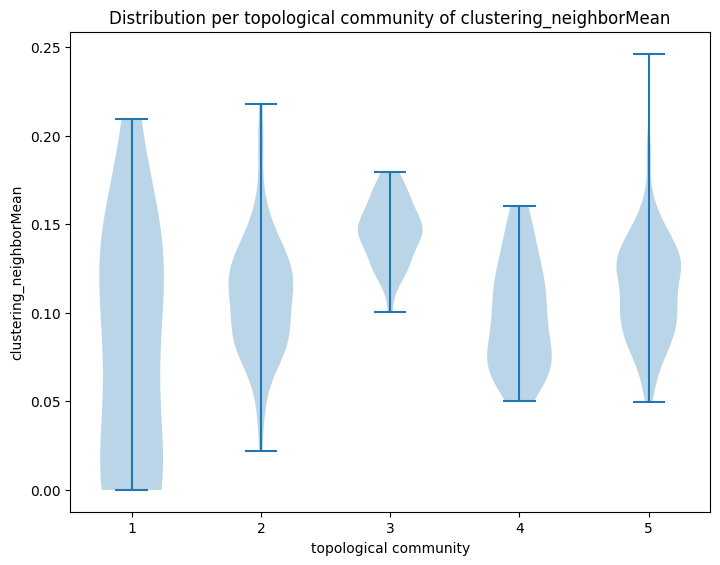 Distribution per topological community of clustering_neighborMean
0.25
0.20
0.15
0.10
0.05
0.00
clustering_neighborMean
1 2 3 4 5
topological community